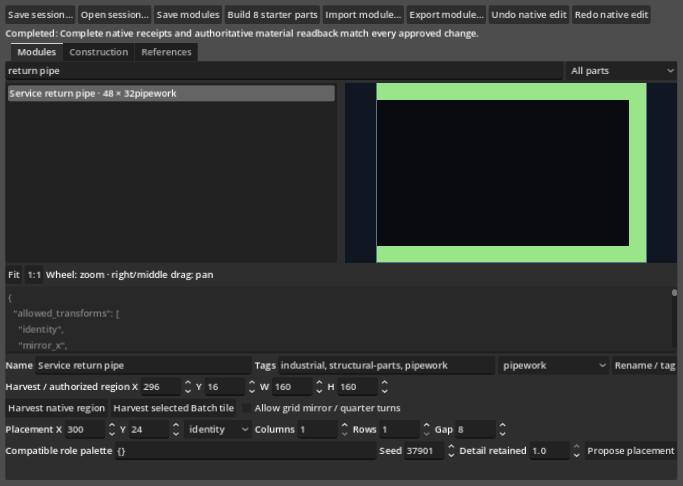 Save session... Open session... Save modules Build 8 starter parts Import module... Export module... Undo native edit Redo native edit
Completed: Complete native receipts and authoritative material readback match every approved change.
Modules Construction References
return pipe All parts
Service return pipe · 48 × 32pipework
Fit 1:1 Wheel: zoom · right/middle drag: pan
{
"allowed_transforms": [
"identity",
"mirror_x",
Name Service return pipe Tags industrial, structural-parts, pipework pipework Rename / tag
Harvest / authorized region X 296 Y 16 W 160 H 160
Harvest native region Harvest selected Batch tile Allow grid mirror / quarter turns
Placement X 300 Y 24 identity Columns 1 Rows 1 Gap 8
Compatible role palette {} Seed 37901 Detail retained 1.0 Propose placement